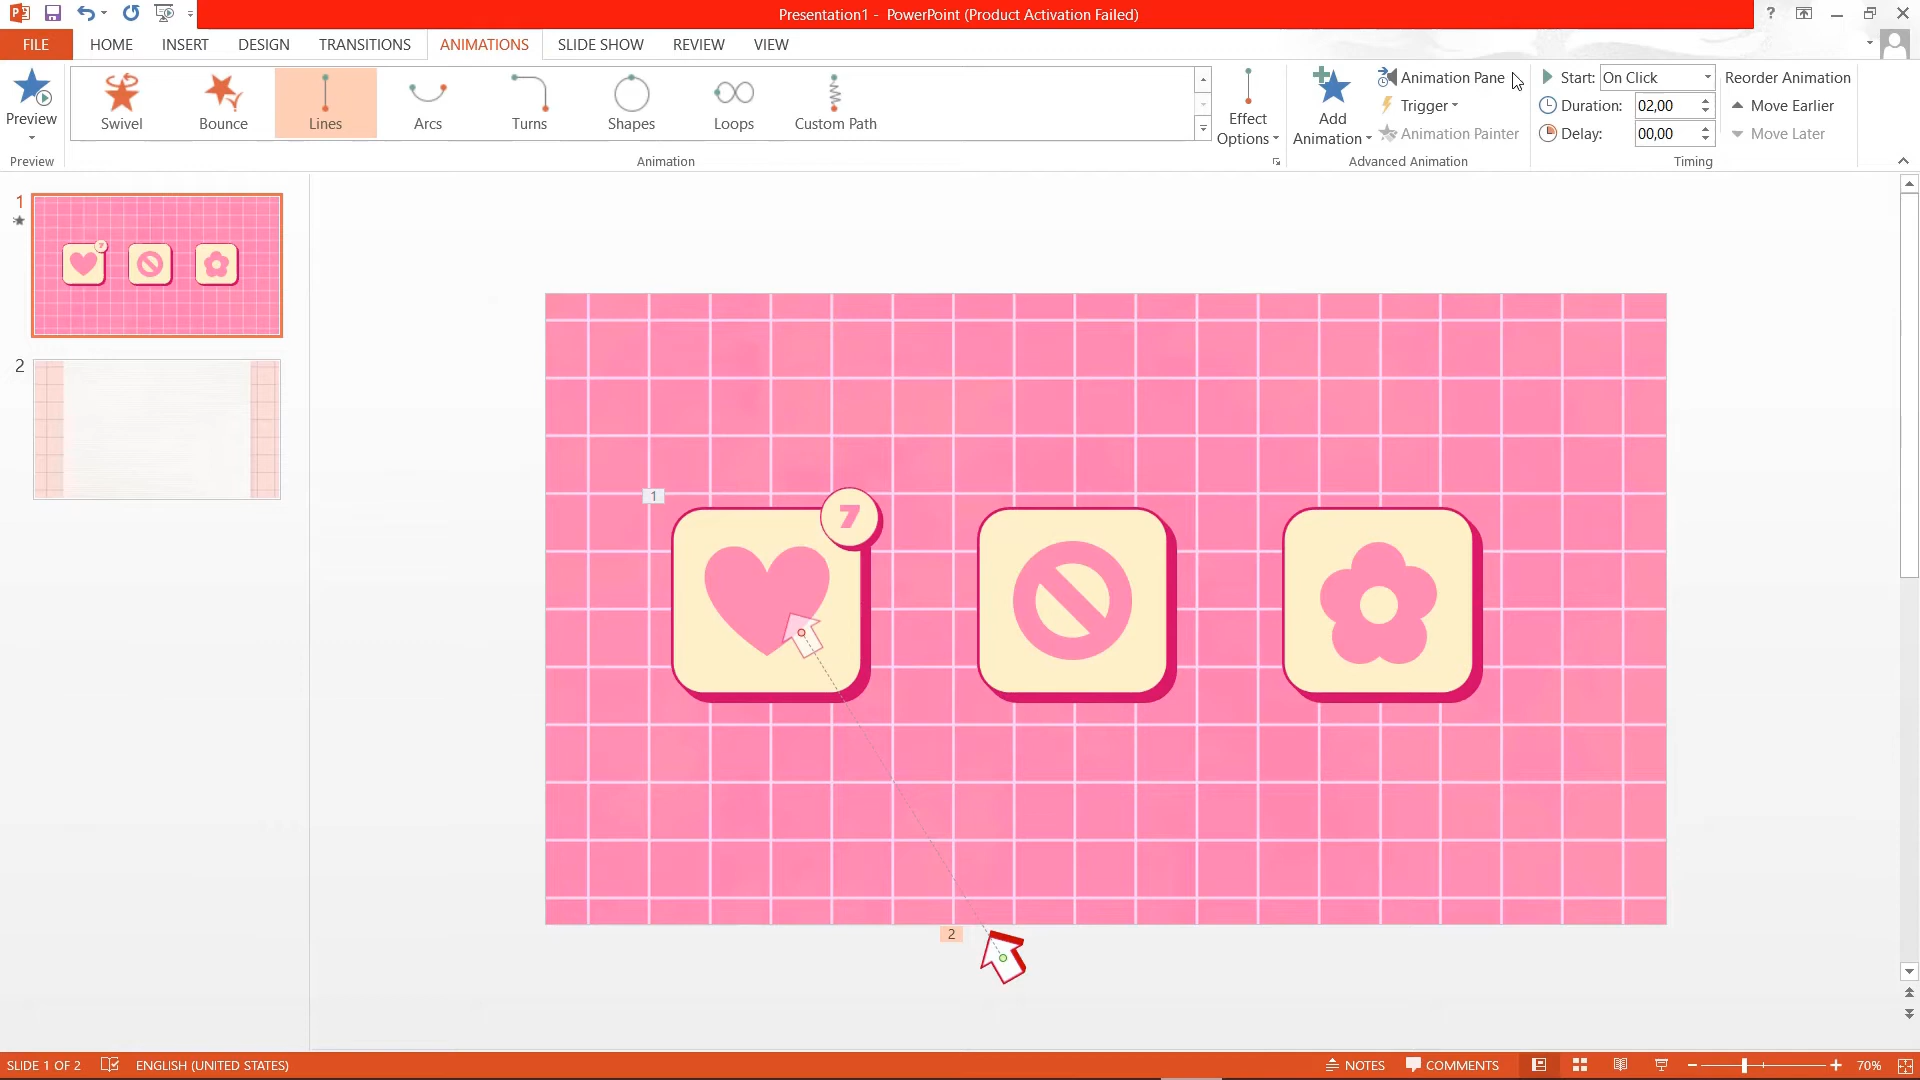 Presentation1 - PowerPoint (Product Activation Failed)
?
FILE HOME INSERT DESIGN TRANSITIONS ANIMATIONS SLIDE SHOW REVIEW VIEW
Preview
Swivel Bounce Lines Arcs Turns Shapes Loops Custom Path
Effect Options
Add Animation
Animation Pane
Trigger
Animation Painter
Start: On Click
Duration: 02,00
Delay: 00,00
Reorder Animation
Move Earlier
Move Later
Preview Animation Advanced Animation Timing
1
7
2
1
7
2
SLIDE 1 OF 2 ENGLISH (UNITED STATES) NOTES COMMENTS 70%